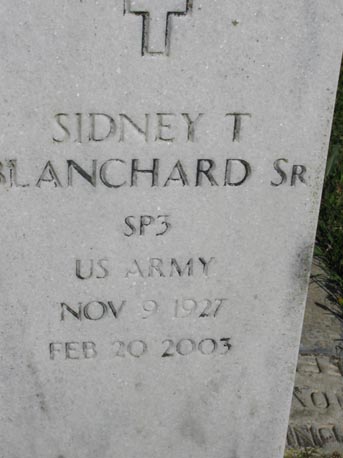 SIDNEY T
BLANCHARD SR
SP3
US ARMY
NOV 9 1927
FEB 20 2003